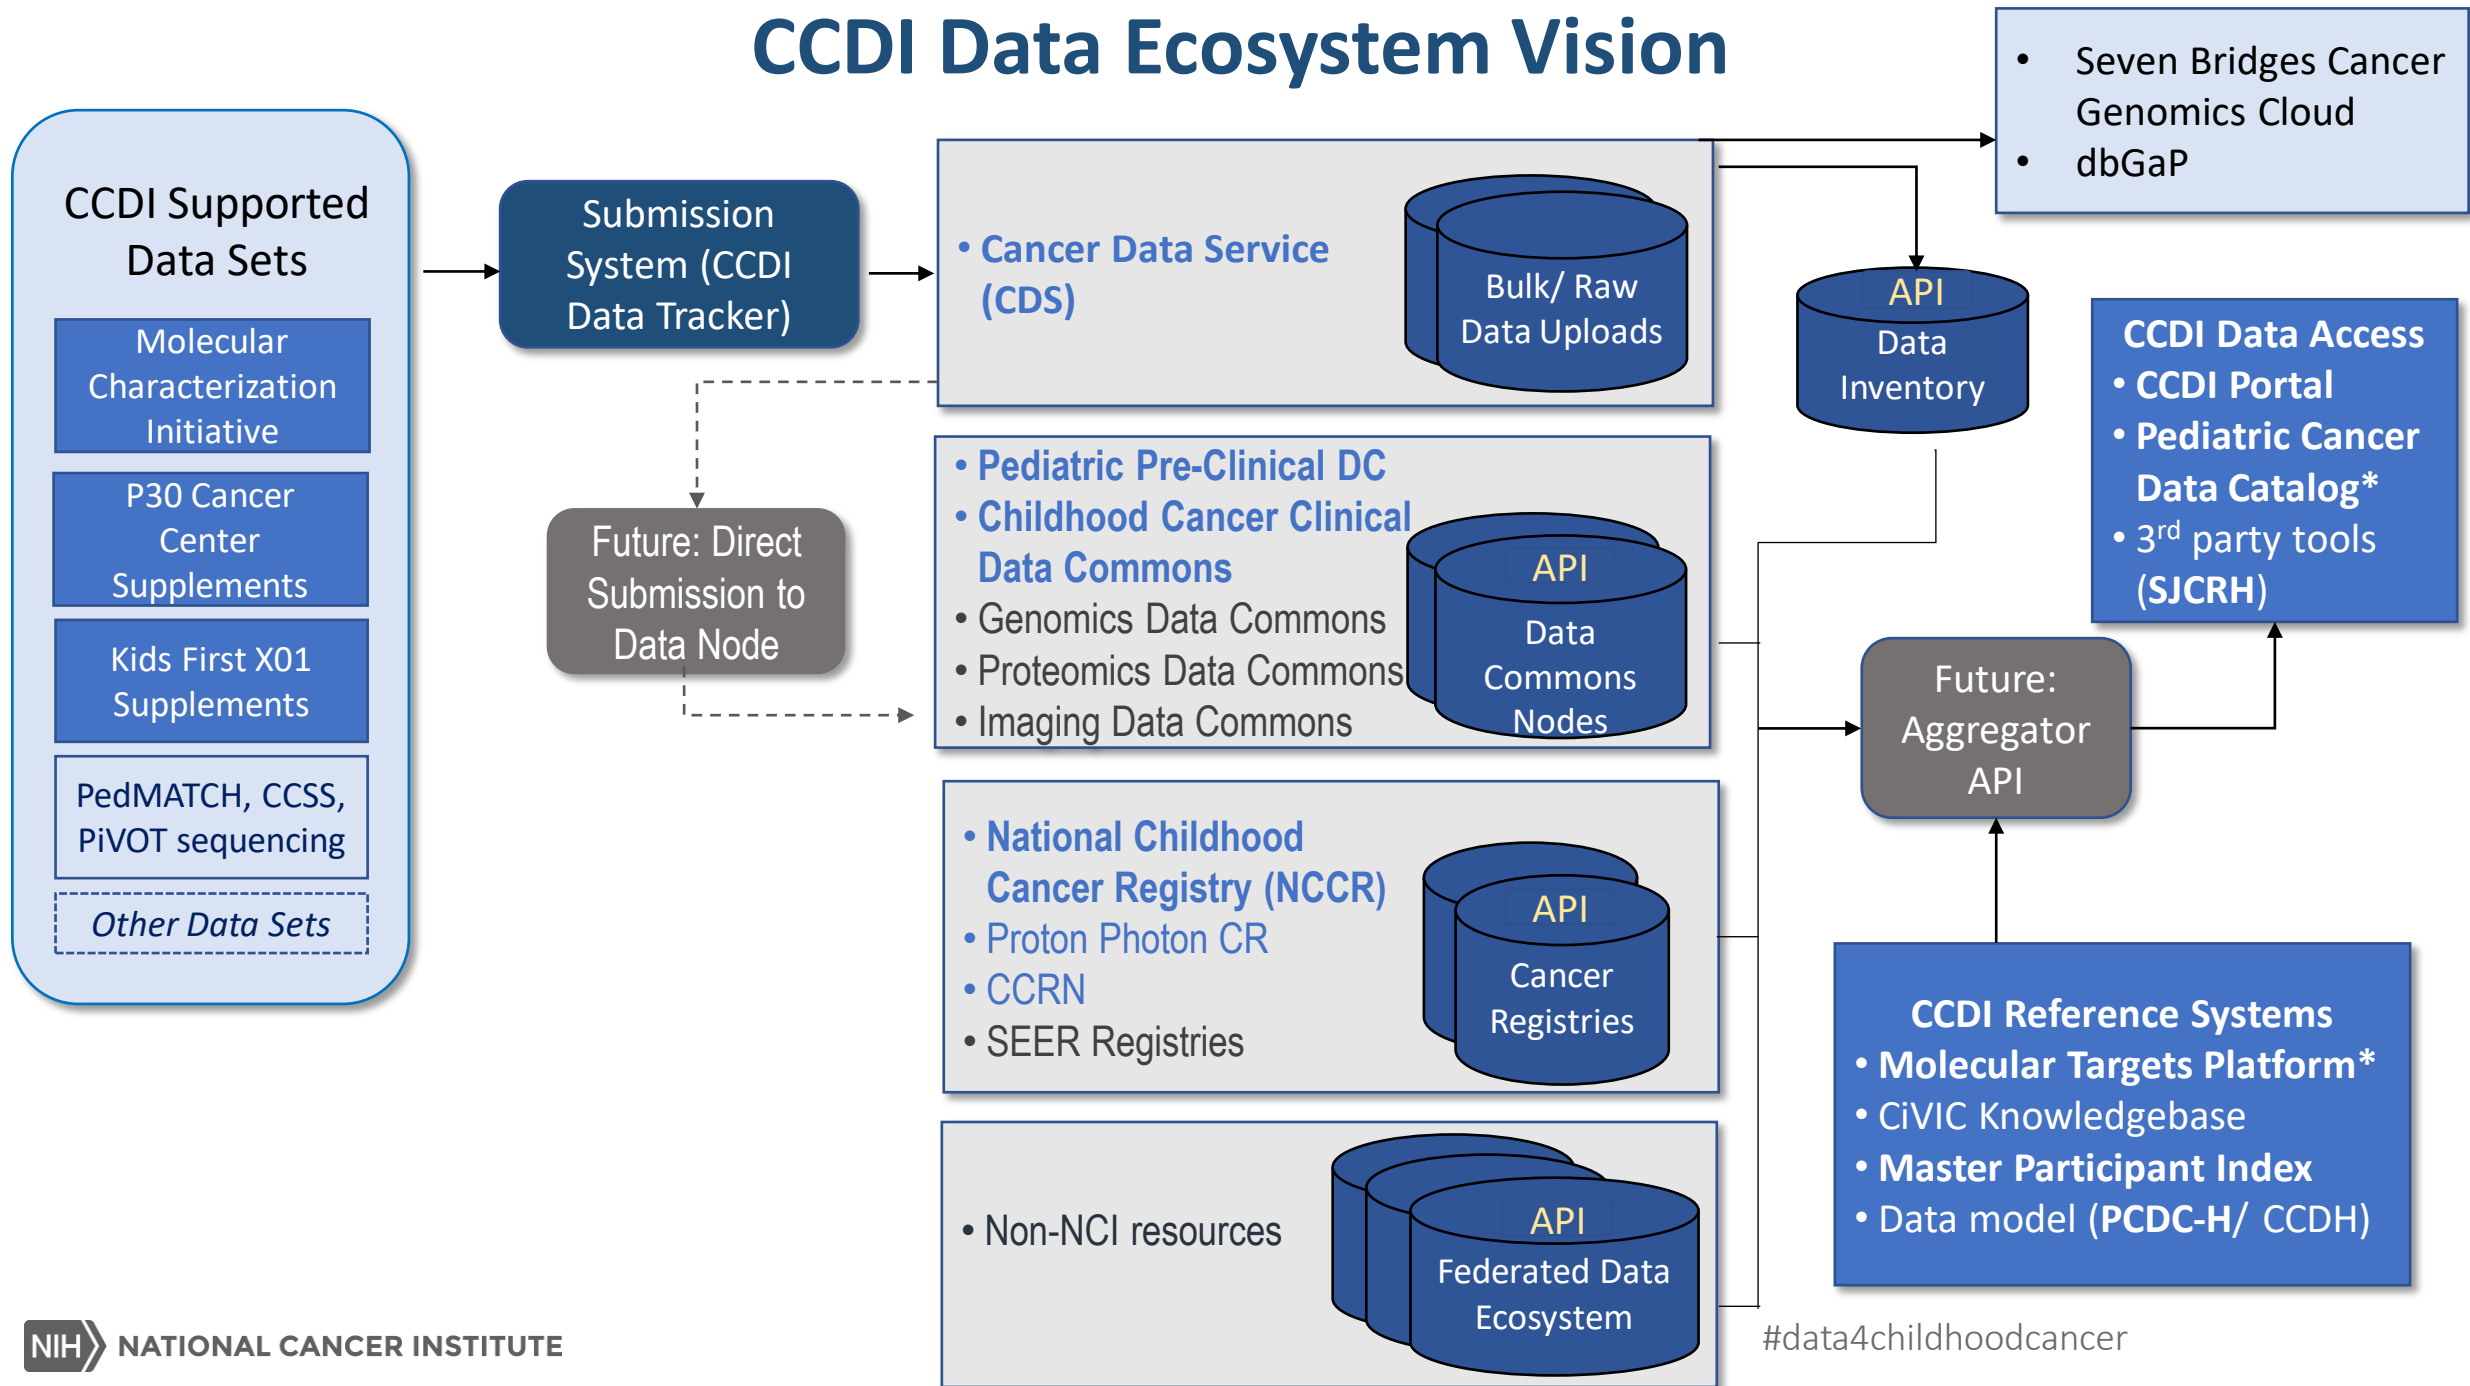 CCDI Data Ecosystem Vision
• Seven Bridges Cancer
Genomics Cloud
• dbGaP
CCDI Supported
Data Sets
Molecular
Characterization
Initiative
P30 Cancer
Center
Supplements
Kids First X01
Supplements
PedMATCH, CCSS,
PiVOT sequencing
Other Data Sets
Submission
System (CCDI
Data Tracker)
Future: Direct
Submission to
Data Node
• Cancer Data Service
(CDS)
Bulk/ Raw
Data Uploads
• Pediatric Pre-Clinical DC
• Childhood Cancer Clinical
Data Commons
• Genomics Data Commons
• Proteomics Data Commons
• Imaging Data Commons
API
Data
Commons
Nodes
• National Childhood
Cancer Registry (NCCR)
• Proton Photon CR
• CCRN
• SEER Registries
API
Cancer
Registries
• Non-NCI resources
API
Federated Data
Ecosystem
API
Data
Inventory
CCDI Data Access
• CCDI Portal
• Pediatric Cancer
Data Catalog*
• 3rd party tools
(SJCRH)
Future:
Aggregator
API
CCDI Reference Systems
• Molecular Targets Platform*
• CiVIC Knowledgebase
• Master Participant Index
• Data model (PCDC-H/ CCDH)
NIH NATIONAL CANCER INSTITUTE
#data4childhoodcancer